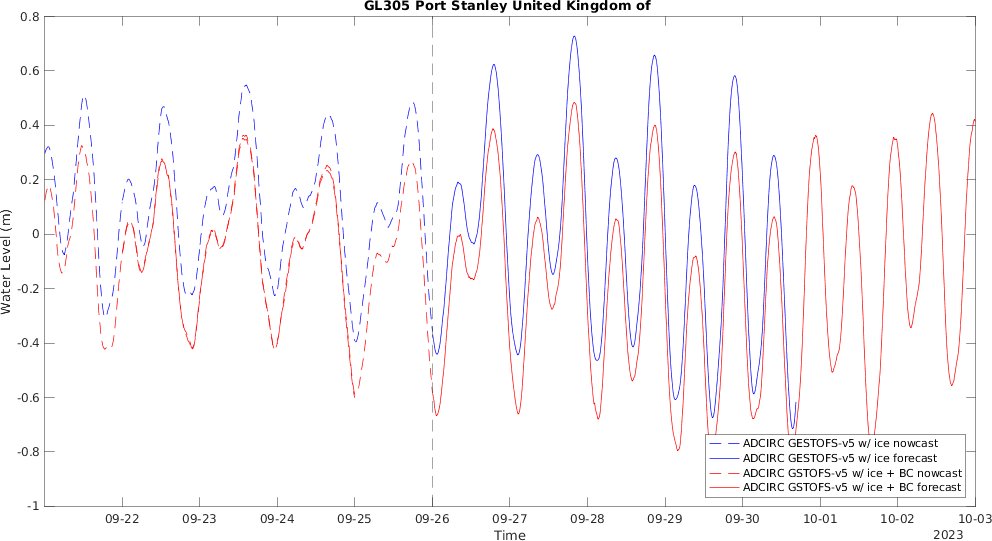 GL305 Port Stanley United Kingdom of
Water Level (m)
0.8
0.6
0.4
0.2
0
-0.2
-0.4
-0.6
-0.8
-1
ADCIRC GESTOFS-v5 w/ ice nowcast
ADCIRC GESTOFS-v5 w/ ice forecast
ADCIRC GSTOFS-v5 w/ ice + BC nowcast
ADCIRC GSTOFS-v5 w/ ice + BC forecast
09-22 09-23 09-24 09-25 09-26 09-27 09-28 09-29 09-30 10-01 10-02 10-03
Time
2023